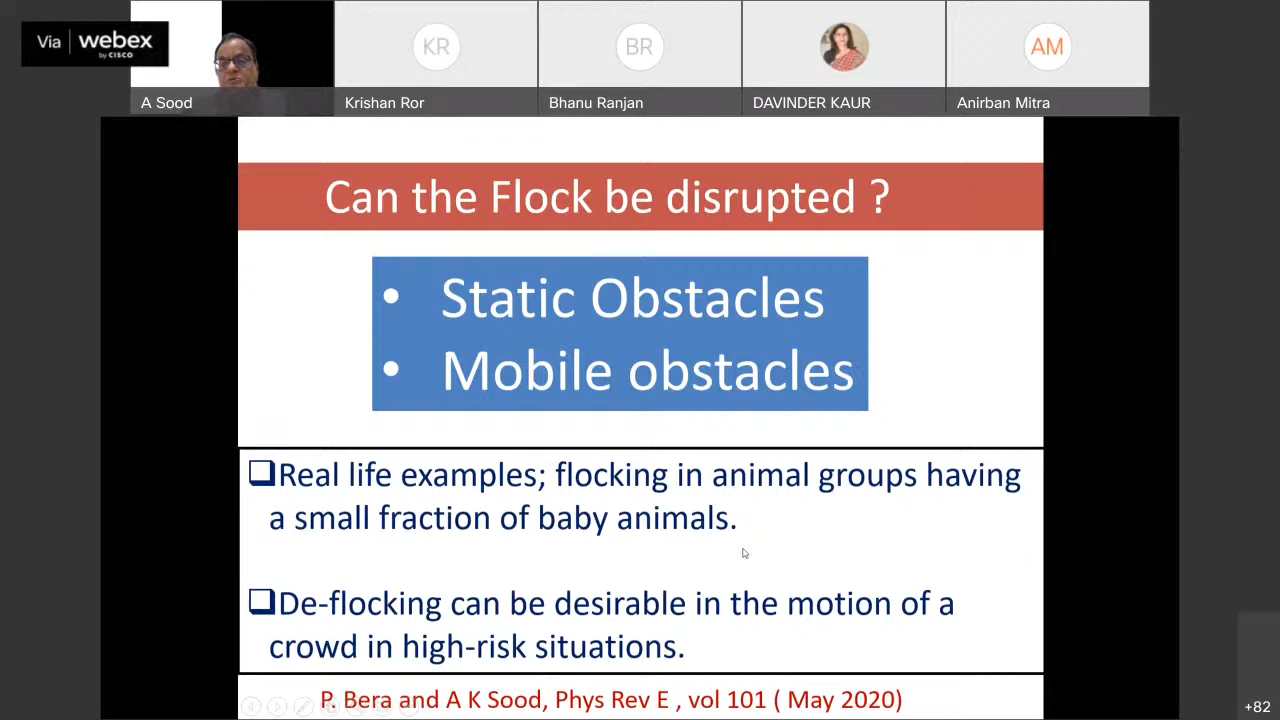 Via webex
by CISCO
KR
BR
AM
A Sood
Krishan Ror
Bhanu Ranjan
DAVINDER KAUR
Anirban Mitra
Can the Flock be disrupted ?
• Static Obstacles
• Mobile obstacles
❑Real life examples; flocking in animal groups having
a small fraction of baby animals.
❑De-flocking can be desirable in the motion of a
crowd in high-risk situations.
P. Bera and A K Sood, Phys Rev E , vol 101 ( May 2020)
+82